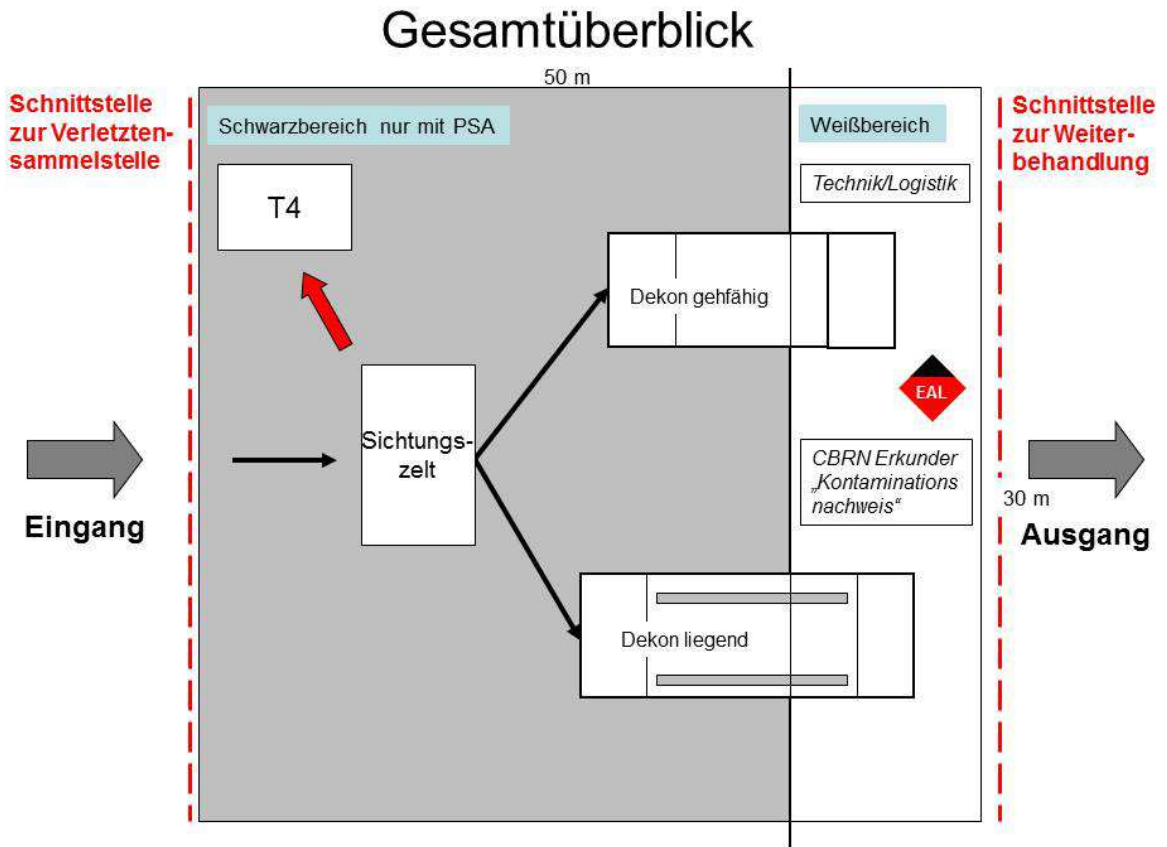 Gesamtüberblick
50 m
Schnittstelle
zur Verletzten-
sammelstelle
Schwarzbereich nur mit PSA
Weißbereich
Schnittstelle
zur Weiter-
behandlung
T4
Technik/Logistik
Dekon gehfähig
EAL
Sichtungs-
zelt
CBRN Erkunder
„Kontaminations
nachweis“
30 m
Eingang
Ausgang
Dekon liegend